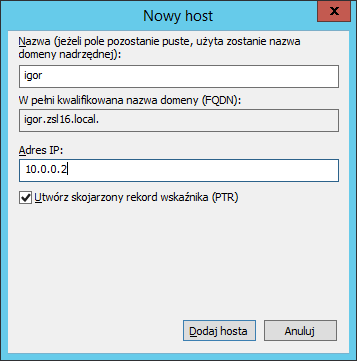 Nowy host
x
Nazwa (jeżeli pole pozostanie puste, użyta zostanie nazwa
domeny nadrzędnej):
igor
W pełni kwalifikowana nazwa domeny (FQDN):
igor.zsl16.local.
Adres IP:
10.0.0.2
Utwórz skojarzony rekord wskaźnika (PTR)
Dodaj hosta Anuluj